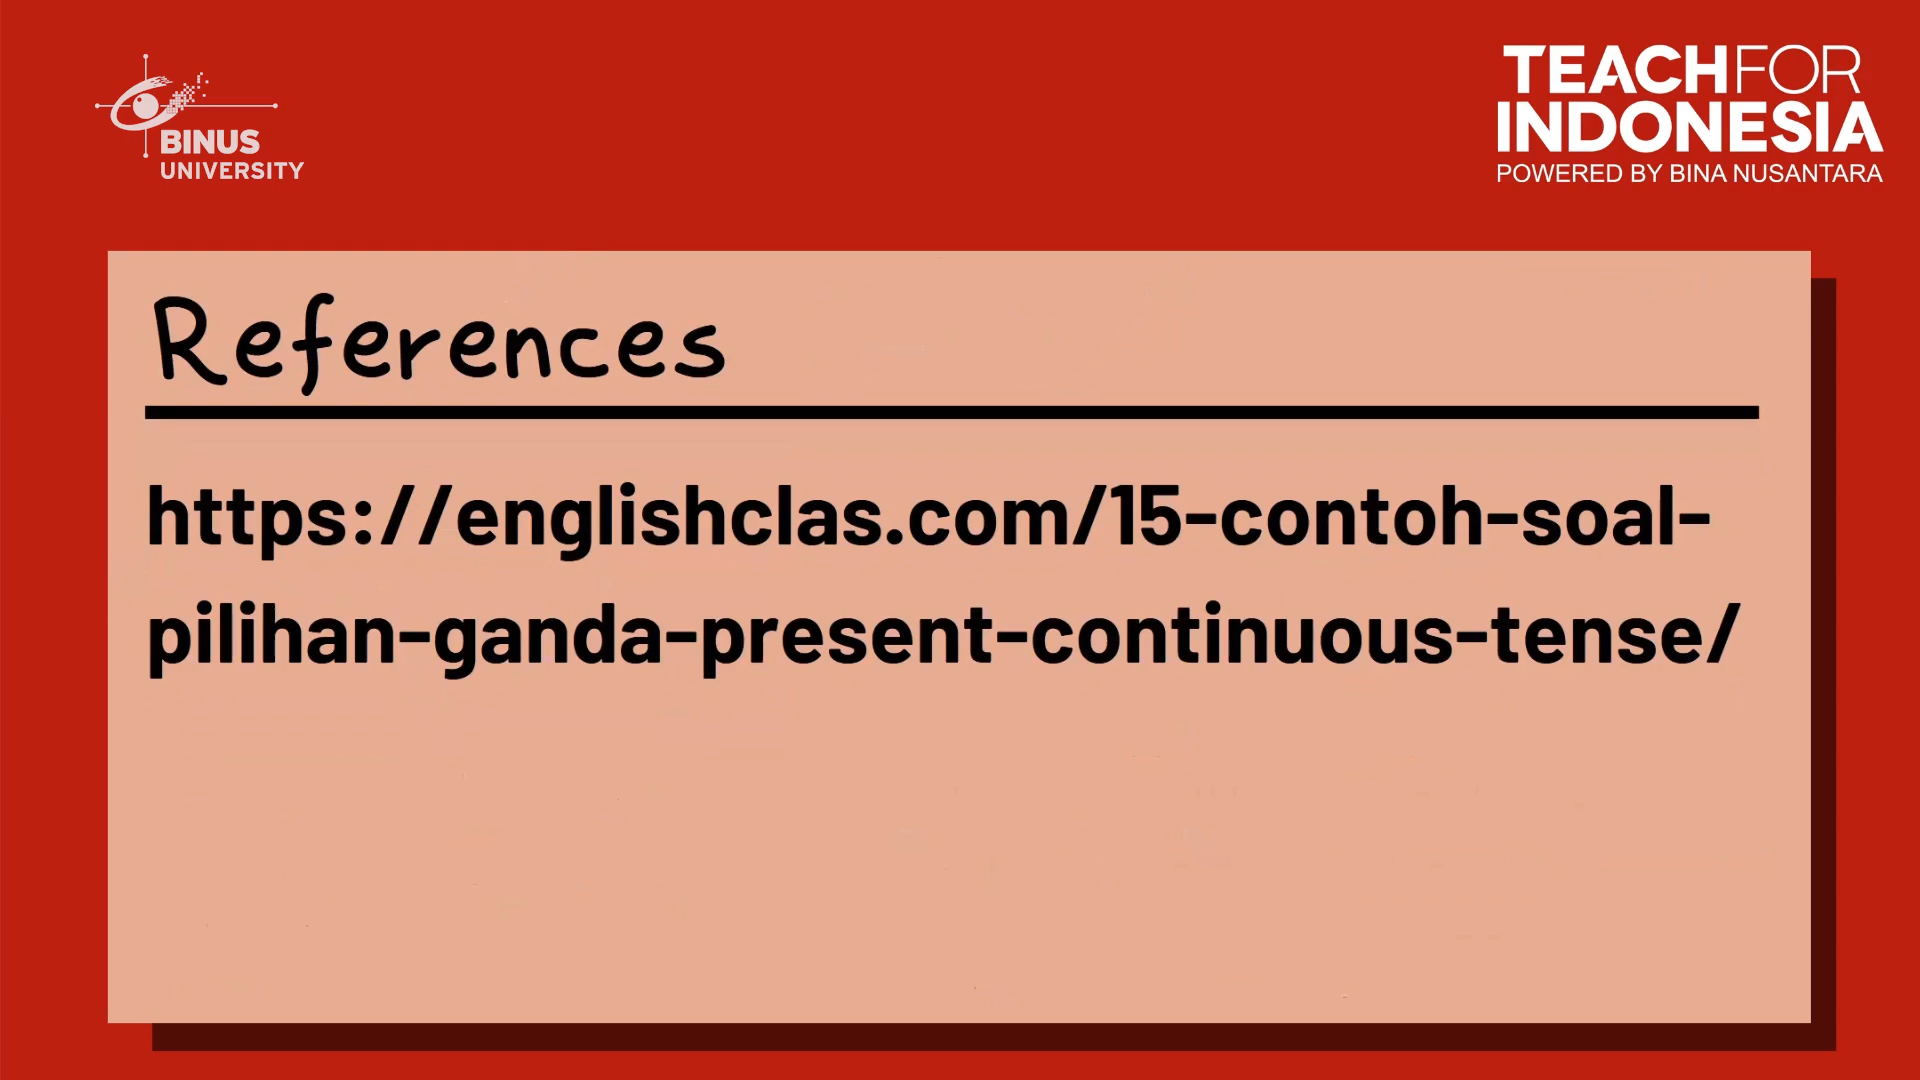 BINUS
UNIVERSITY
TEACHFOR
INDONESIA
POWERED BY BINA NUSANTARA
References
https://englishclas.com/15-contoh-soal-
pilihan-ganda-present-continuous-tense/